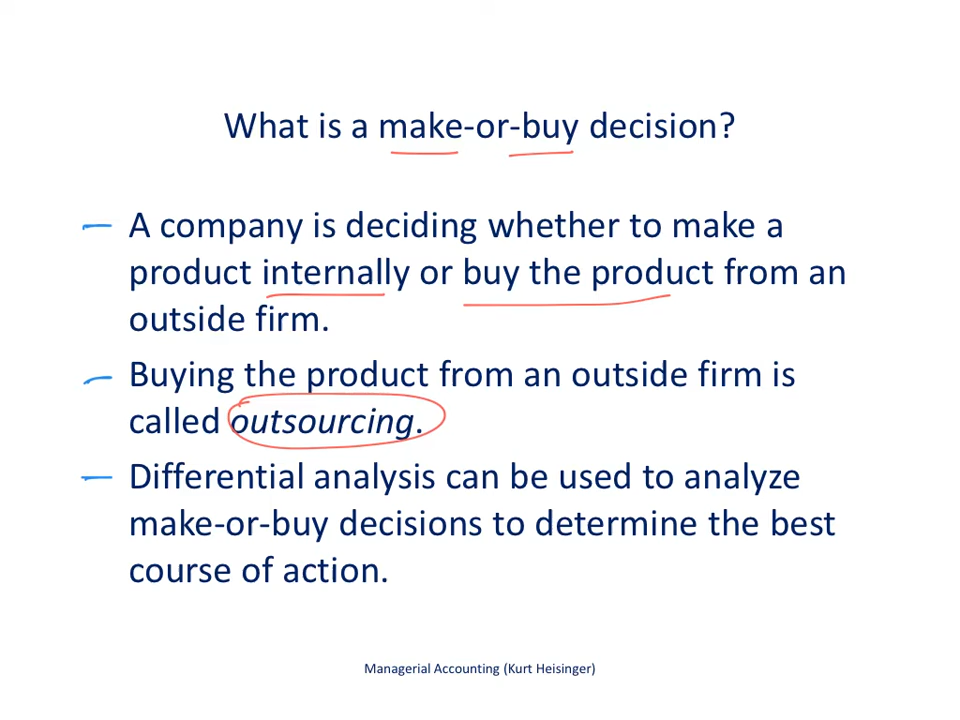 What is a make-or-buy decision?
A company is deciding whether to make a
product internally or buy the product from an
outside firm.
Buying the product from an outside firm is
called outsourcing.
Differential analysis can be used to analyze
make-or-buy decisions to determine the best
course of action.
Managerial Accounting (Kurt Heisinger)